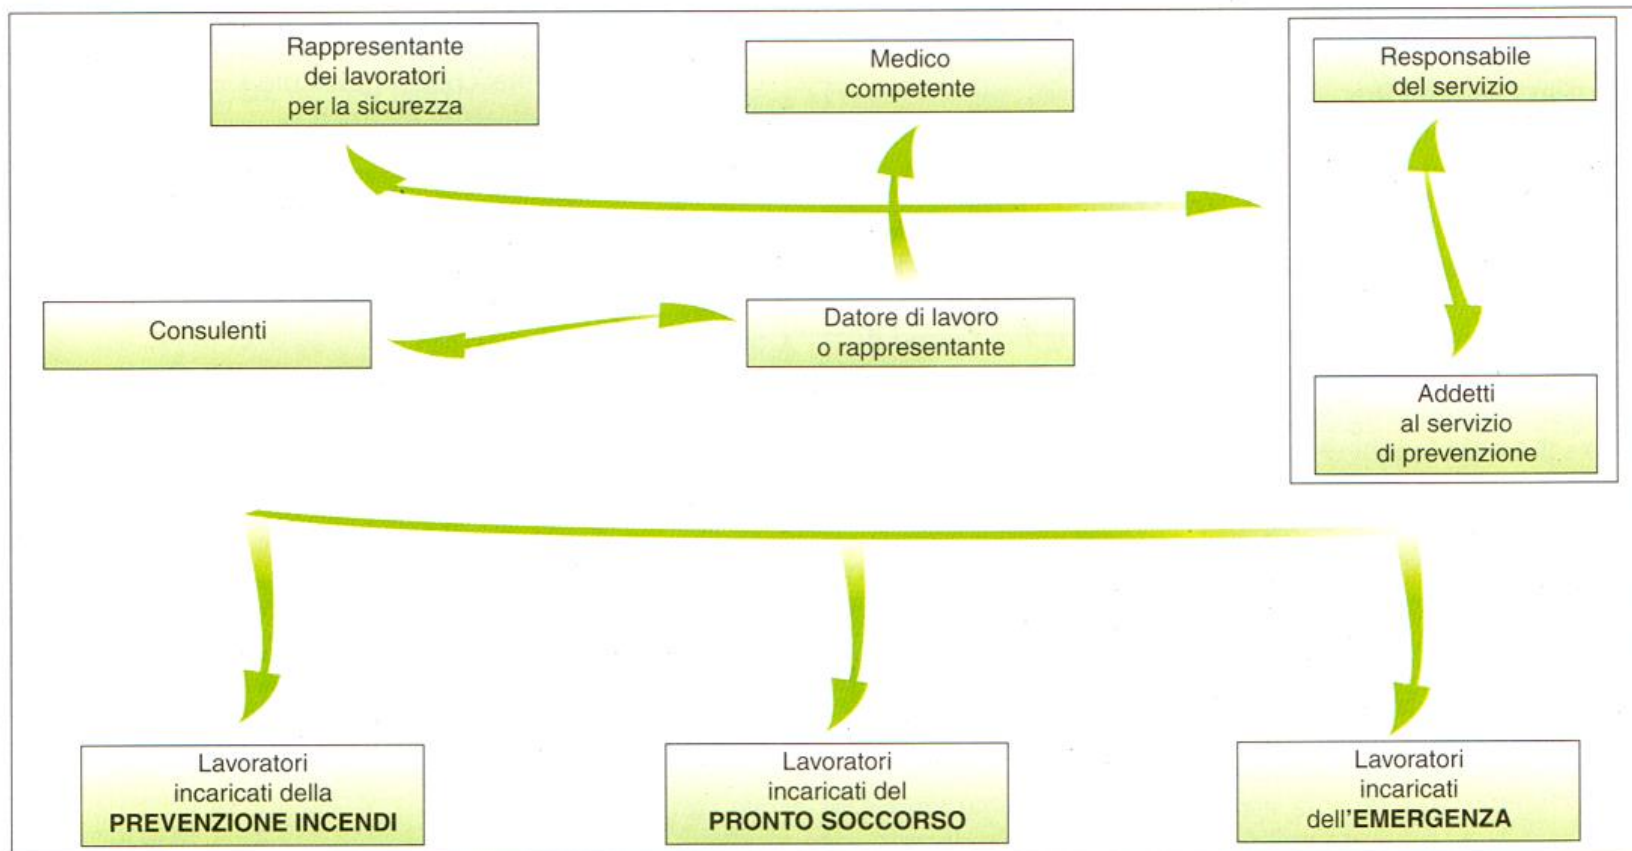 Rappresentante
dei lavoratori
per la sicurezza
Medico
competente
Responsabile
del servizio
Consulenti
Datore di lavoro
o rappresentante
Addetti
al servizio
di prevenzione
Lavoratori
incaricati della
PREVENZIONE INCENDI
Lavoratori
incaricati del
PRONTO SOCCORSO
Lavoratori
incaricati
dell'EMERGENZA